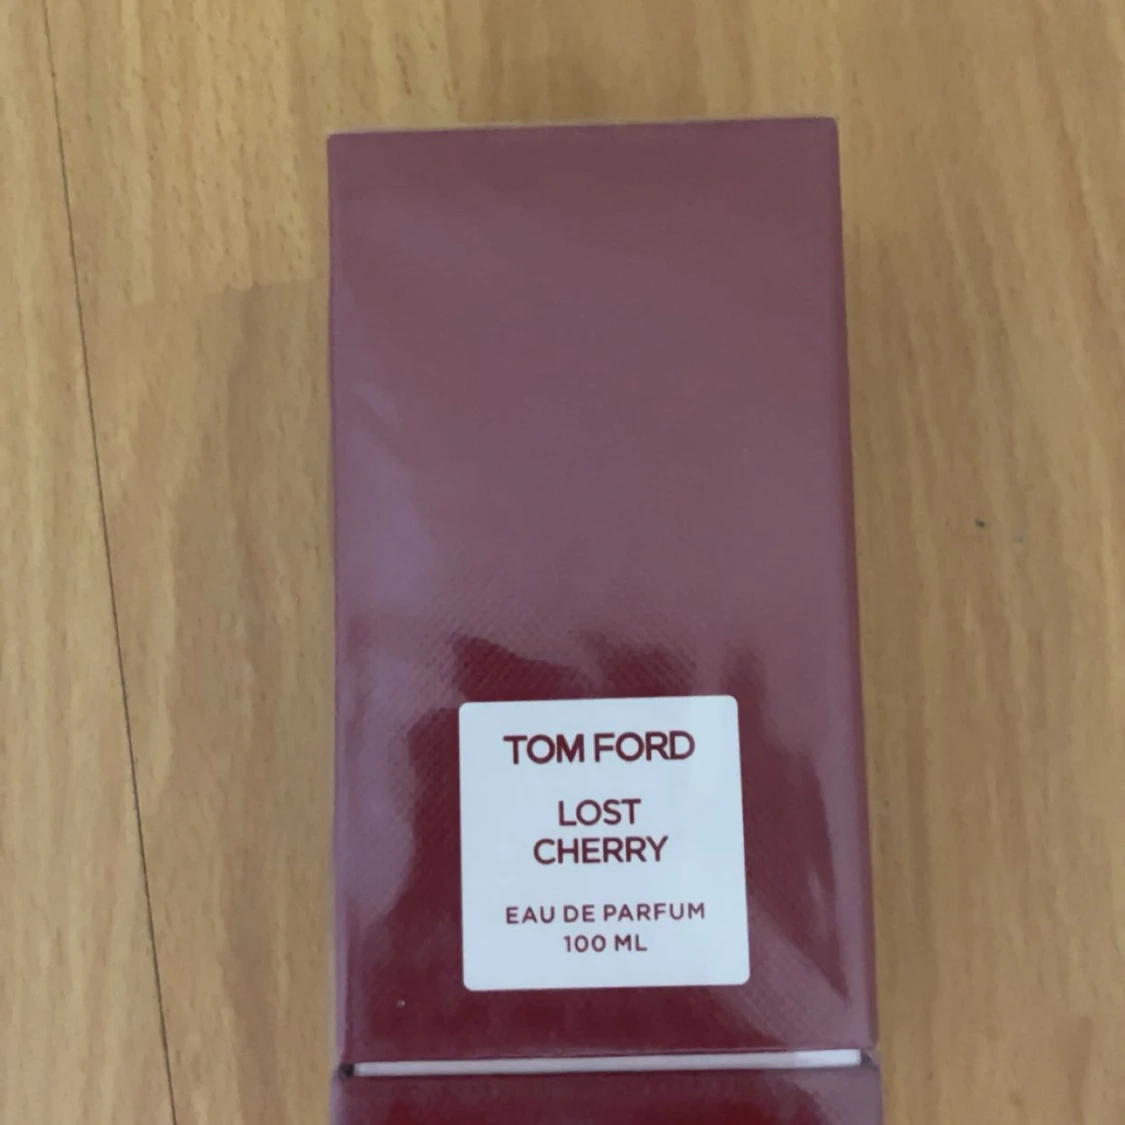 TOM FORD
LOST
CHERRY
EAU DE PARFUM
100 ML